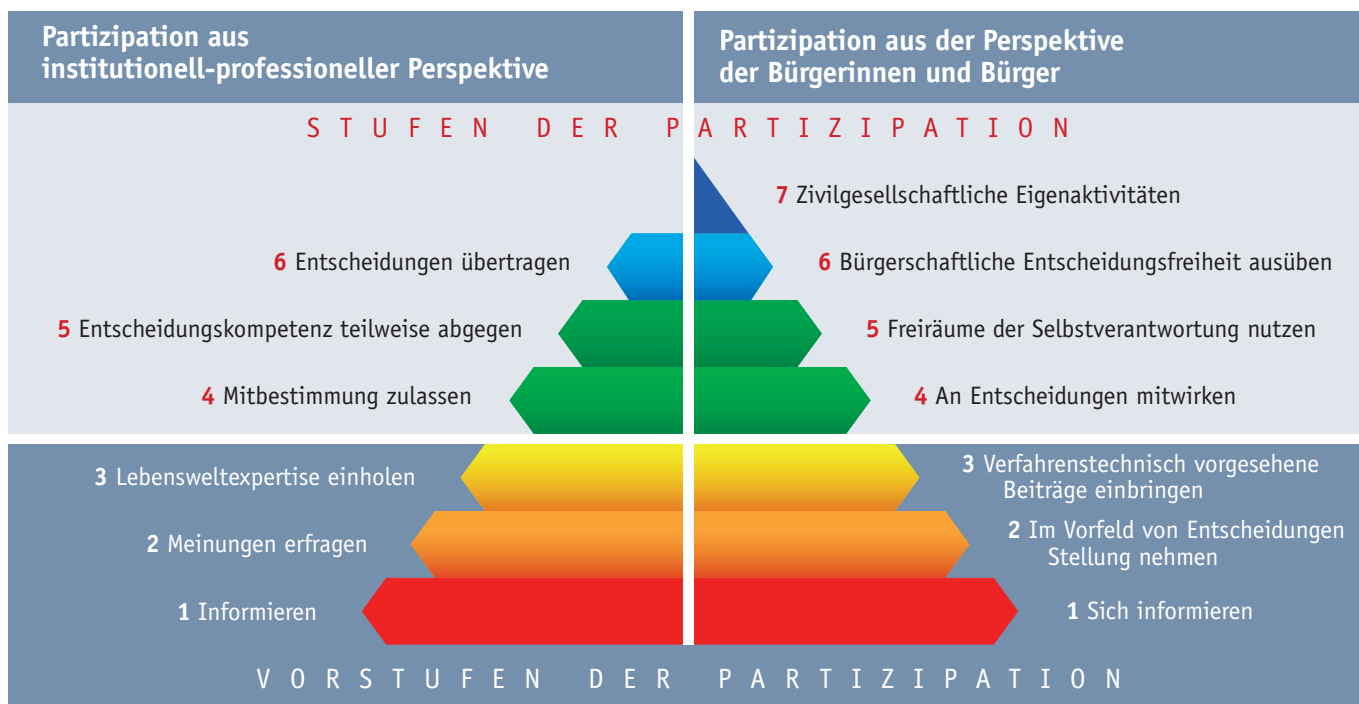 Partizipation aus
institutionell-professioneller Perspektive
Partizipation aus der Perspektive
der Bürgerinnen und Bürger
STUFEN DER PARTIZIPATION
7 Zivilgesellschaftliche Eigenaktivitäten
6 Entscheidungen übertragen
6 Bürgerschaftliche Entscheidungsfreiheit ausüben
5 Entscheidungskompetenz teilweise abgegen
5 Freiräume der Selbstverantwortung nutzen
4 Mitbestimmung zulassen
4 An Entscheidungen mitwirken
3 Lebensweltexpertise einholen
3 Verfahrenstechnisch vorgesehene
Beiträge einbringen
2 Meinungen erfragen
2 Im Vorfeld von Entscheidungen
Stellung nehmen
1 Informieren
1 Sich informieren
VORSTUFEN DER PARTIZIPATION